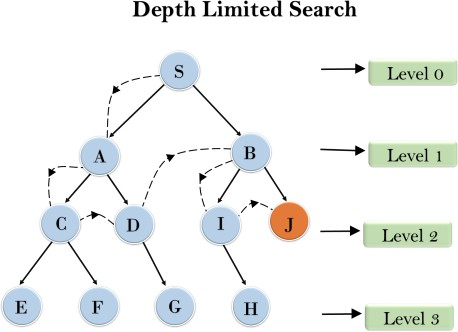 Depth Limited Search
S
Level 0
A
B
Level 1
C
D
I
J
Level 2
E
F
G
H
Level 3